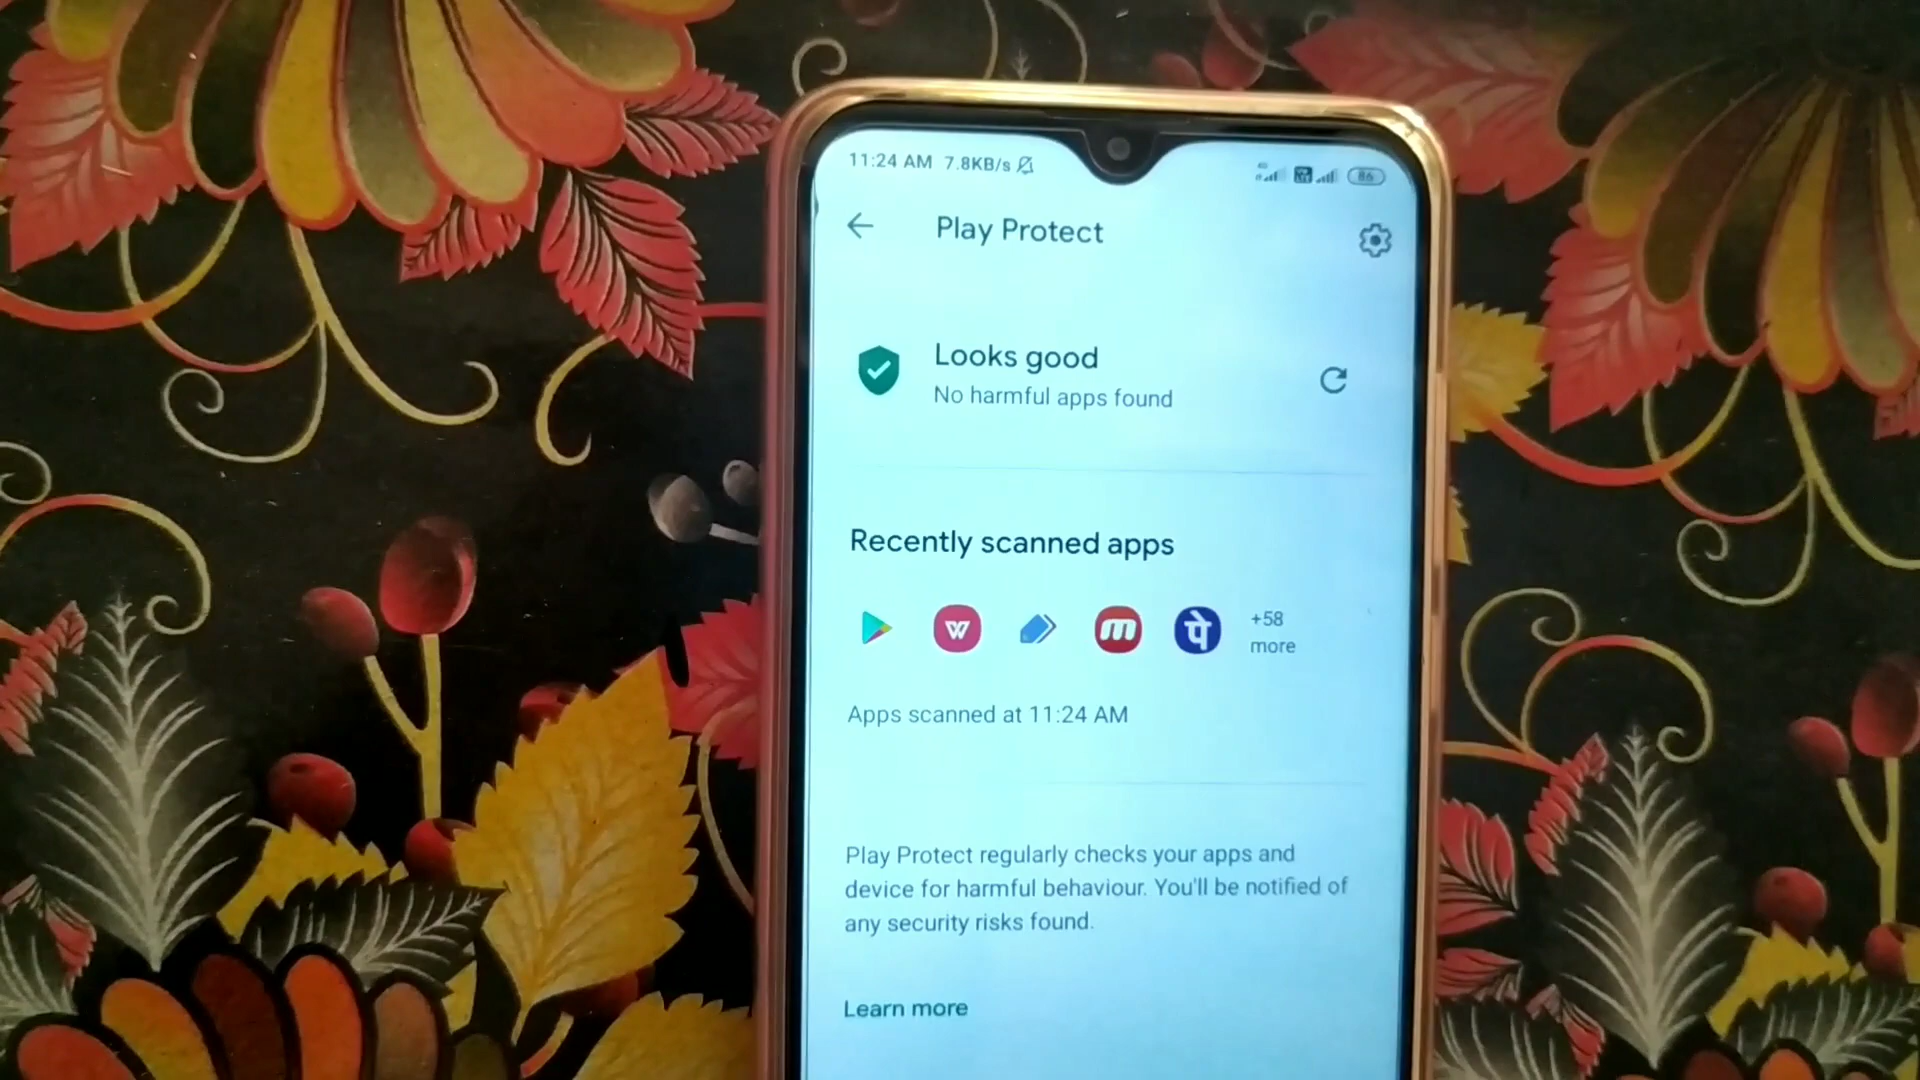 11:24 AM 7.8KB/s 86
Play Protect
Looks good
No harmful apps found
Recently scanned apps
W m पे +58
more
Apps scanned at 11:24 AM
Play Protect regularly checks your apps and
device for harmful behaviour. You'll be notified of
any security risks found.
Learn more